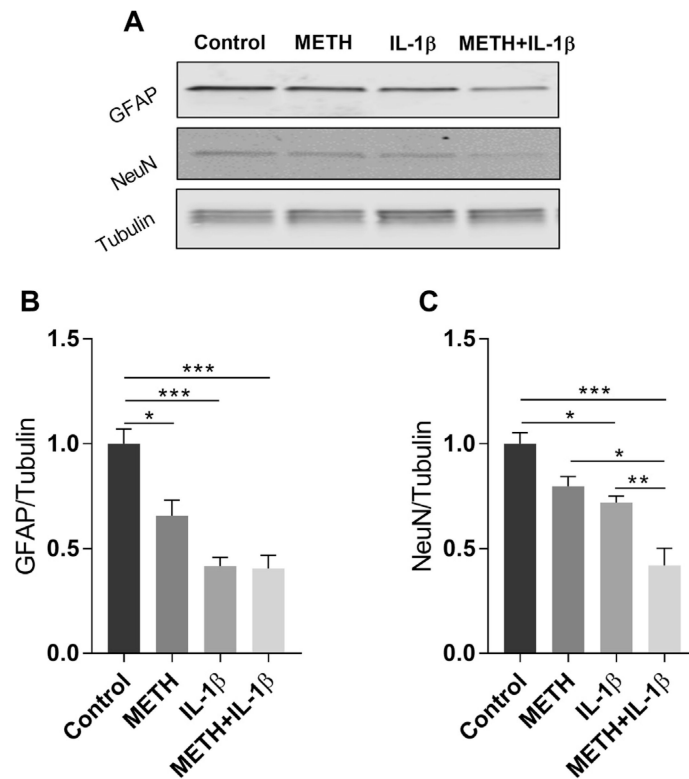 A
Control METH IL-1β METH+IL-1β
GFAP
NeuN
Tubulin
B
GFAP/Tubulin
1.5
1.0
0.5
0.0
***
***
*
Control
METH
IL-1β
METH+IL-1β
C
NeuN/Tubulin
1.5
1.0
0.5
0.0
***
*
*
**
Control
METH
IL-1β
METH+IL-1β